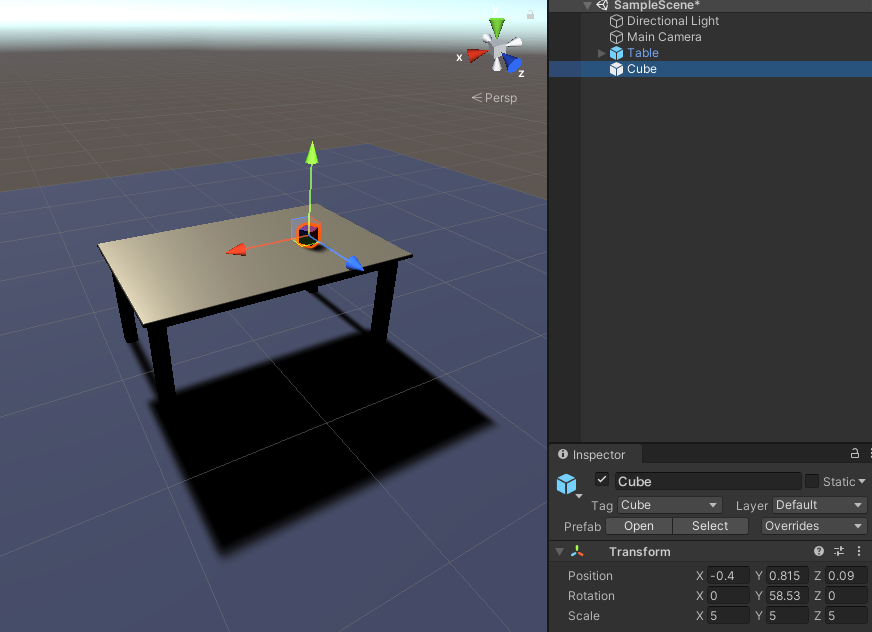 SampleScene*
Directional Light
Main Camera
Table
Cube
x
z
Persp
Inspector
Cube
Static
Tag Cube Layer Default
Prefab Open Select Overrides
Transform
Position X -0.4 Y 0.815 Z 0.09
Rotation X 0 Y 58.53 Z 0
Scale X 5 Y 5 Z 5